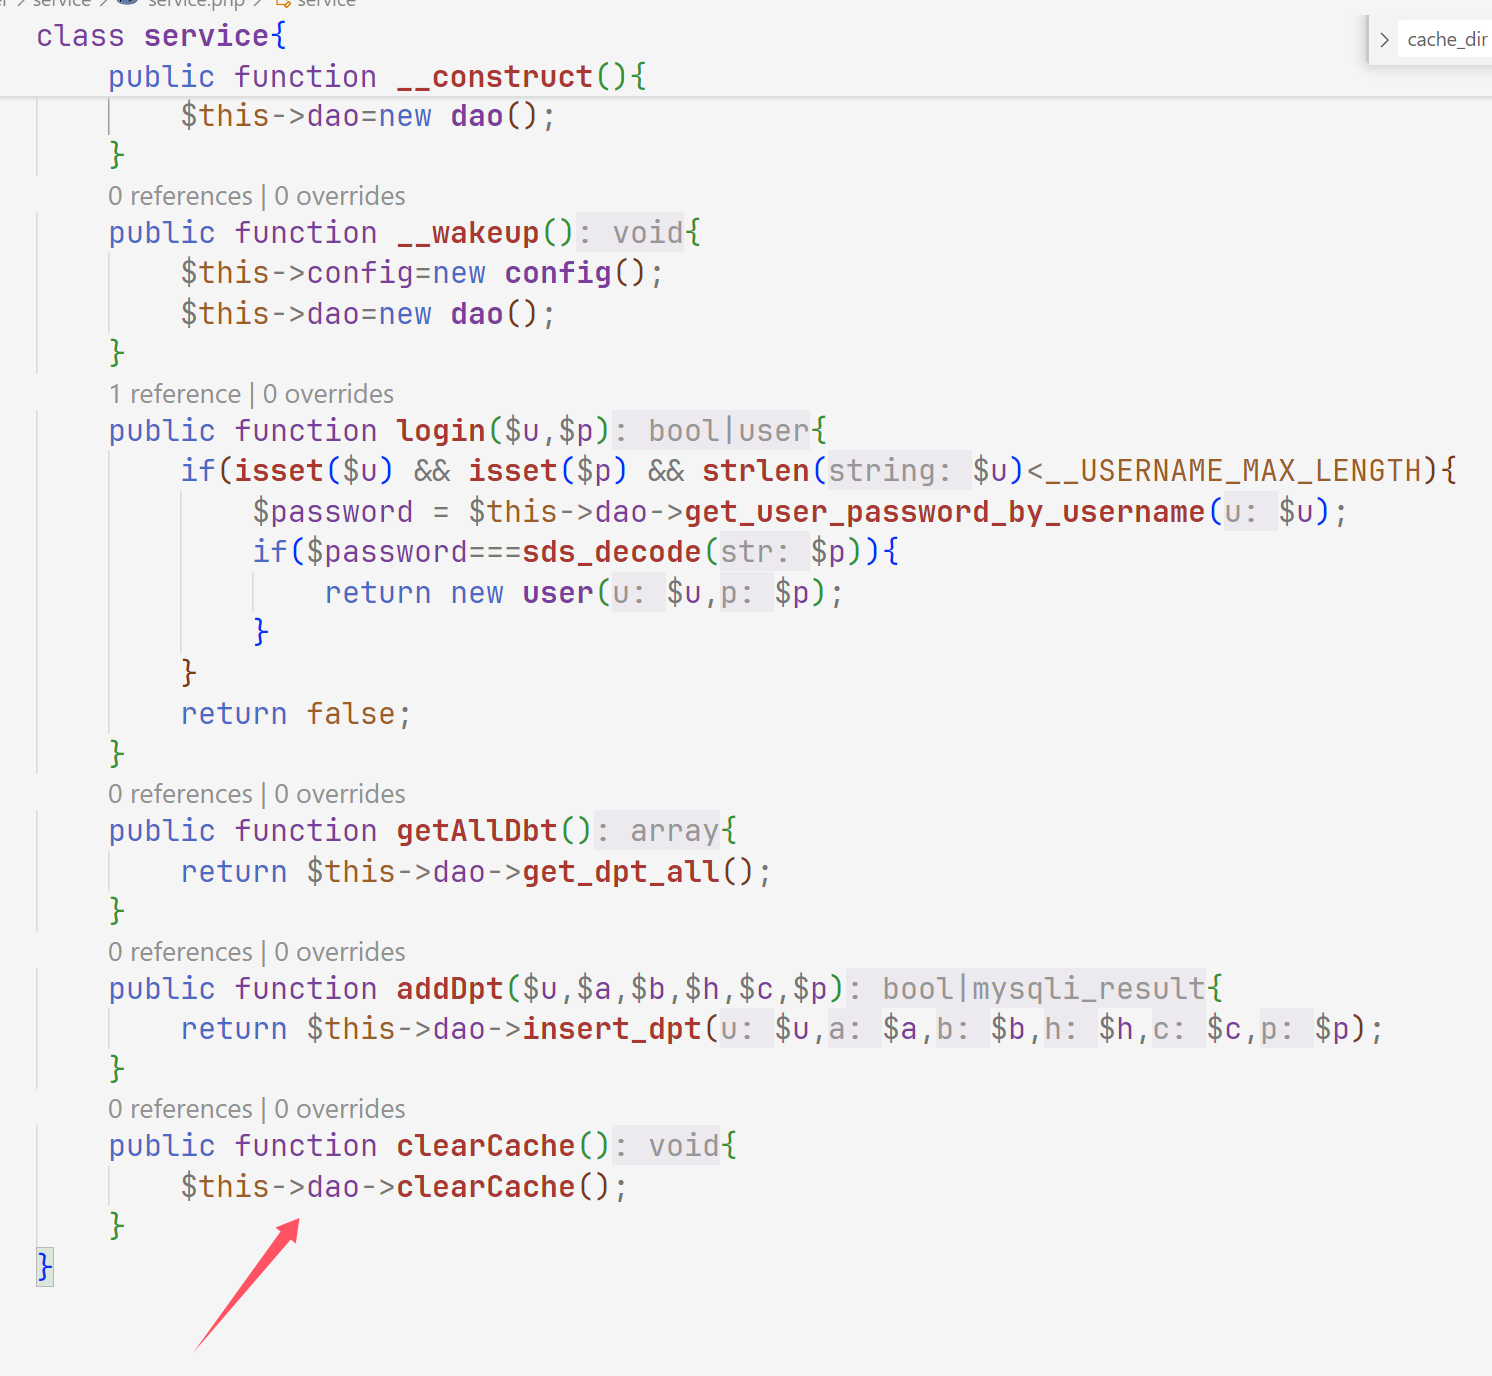 service > service.php > service
class service{
cache_dir
public function __construct(){
$this->dao=new dao();
}
0 references | 0 overrides
public function __wakeup(): void{
$this->config=new config();
$this->dao=new dao();
}
1 reference | 0 overrides
public function login($u,$p): bool|user{
if(isset($u) && isset($p) && strlen(string: $u)<__USERNAME_MAX_LENGTH){
$password = $this->dao->get_user_password_by_username(u: $u);
if($password===sds_decode(str: $p)){
return new user(u: $u,p: $p);
}
}
return false;
}
0 references | 0 overrides
public function getAllDbt(): array{
return $this->dao->get_dpt_all();
}
0 references | 0 overrides
public function addDpt($u,$a,$b,$h,$c,$p): bool|mysqli_result{
return $this->dao->insert_dpt(u: $u,a: $a,b: $b,h: $h,c: $c,p: $p);
}
0 references | 0 overrides
public function clearCache(): void{
$this->dao->clearCache();
}
}